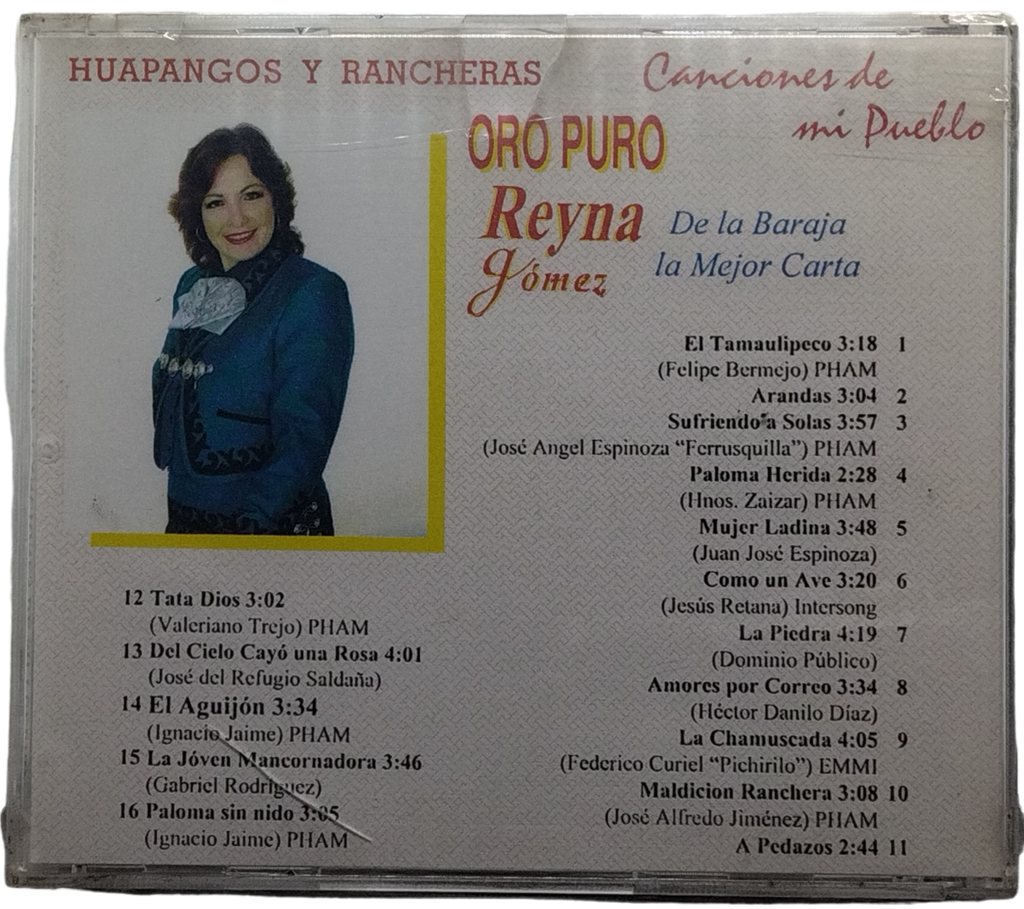 HUAPANGOS Y RANCHERAS
Canciones de
mi Pueblo
ORO PURO
Reyna
Gómez
De la Baraja
la Mejor Carta
El Tamaulipeco 3:18 1
(Felipe Bermejo) PHAM
Arandas 3:04 2
Sufriendo a Solas 3:57 3
(José Angel Espinoza "Ferrusquilla") PHAM
Paloma Herida 2:28 4
(Hnos. Zaizar) PHAM
Mujer Ladina 3:48 5
(Juan José Espinoza)
Como un Ave 3:20 6
(Jesús Retana) Intersong
La Piedra 4:19 7
(Dominio Público)
Amores por Correo 3:34 8
(Héctor Danilo Díaz)
La Chamuscada 4:05 9
(Federico Curiel "Pichirilo") EMMI
Maldicion Ranchera 3:08 10
(José Alfredo Jiménez) PHAM
A Pedazos 2:44 11
12 Tata Dios 3:02
(Valeriano Trejo) PHAM
13 Del Cielo Cayó una Rosa 4:01
(José del Refugio Saldaña)
14 El Aguijón 3:34
(Ignacio Jaime) PHAM
15 La Jóven Mancornadora 3:46
(Gabriel Rodríguez)
16 Paloma sin nido 3:05
(Ignacio Jaime) PHAM